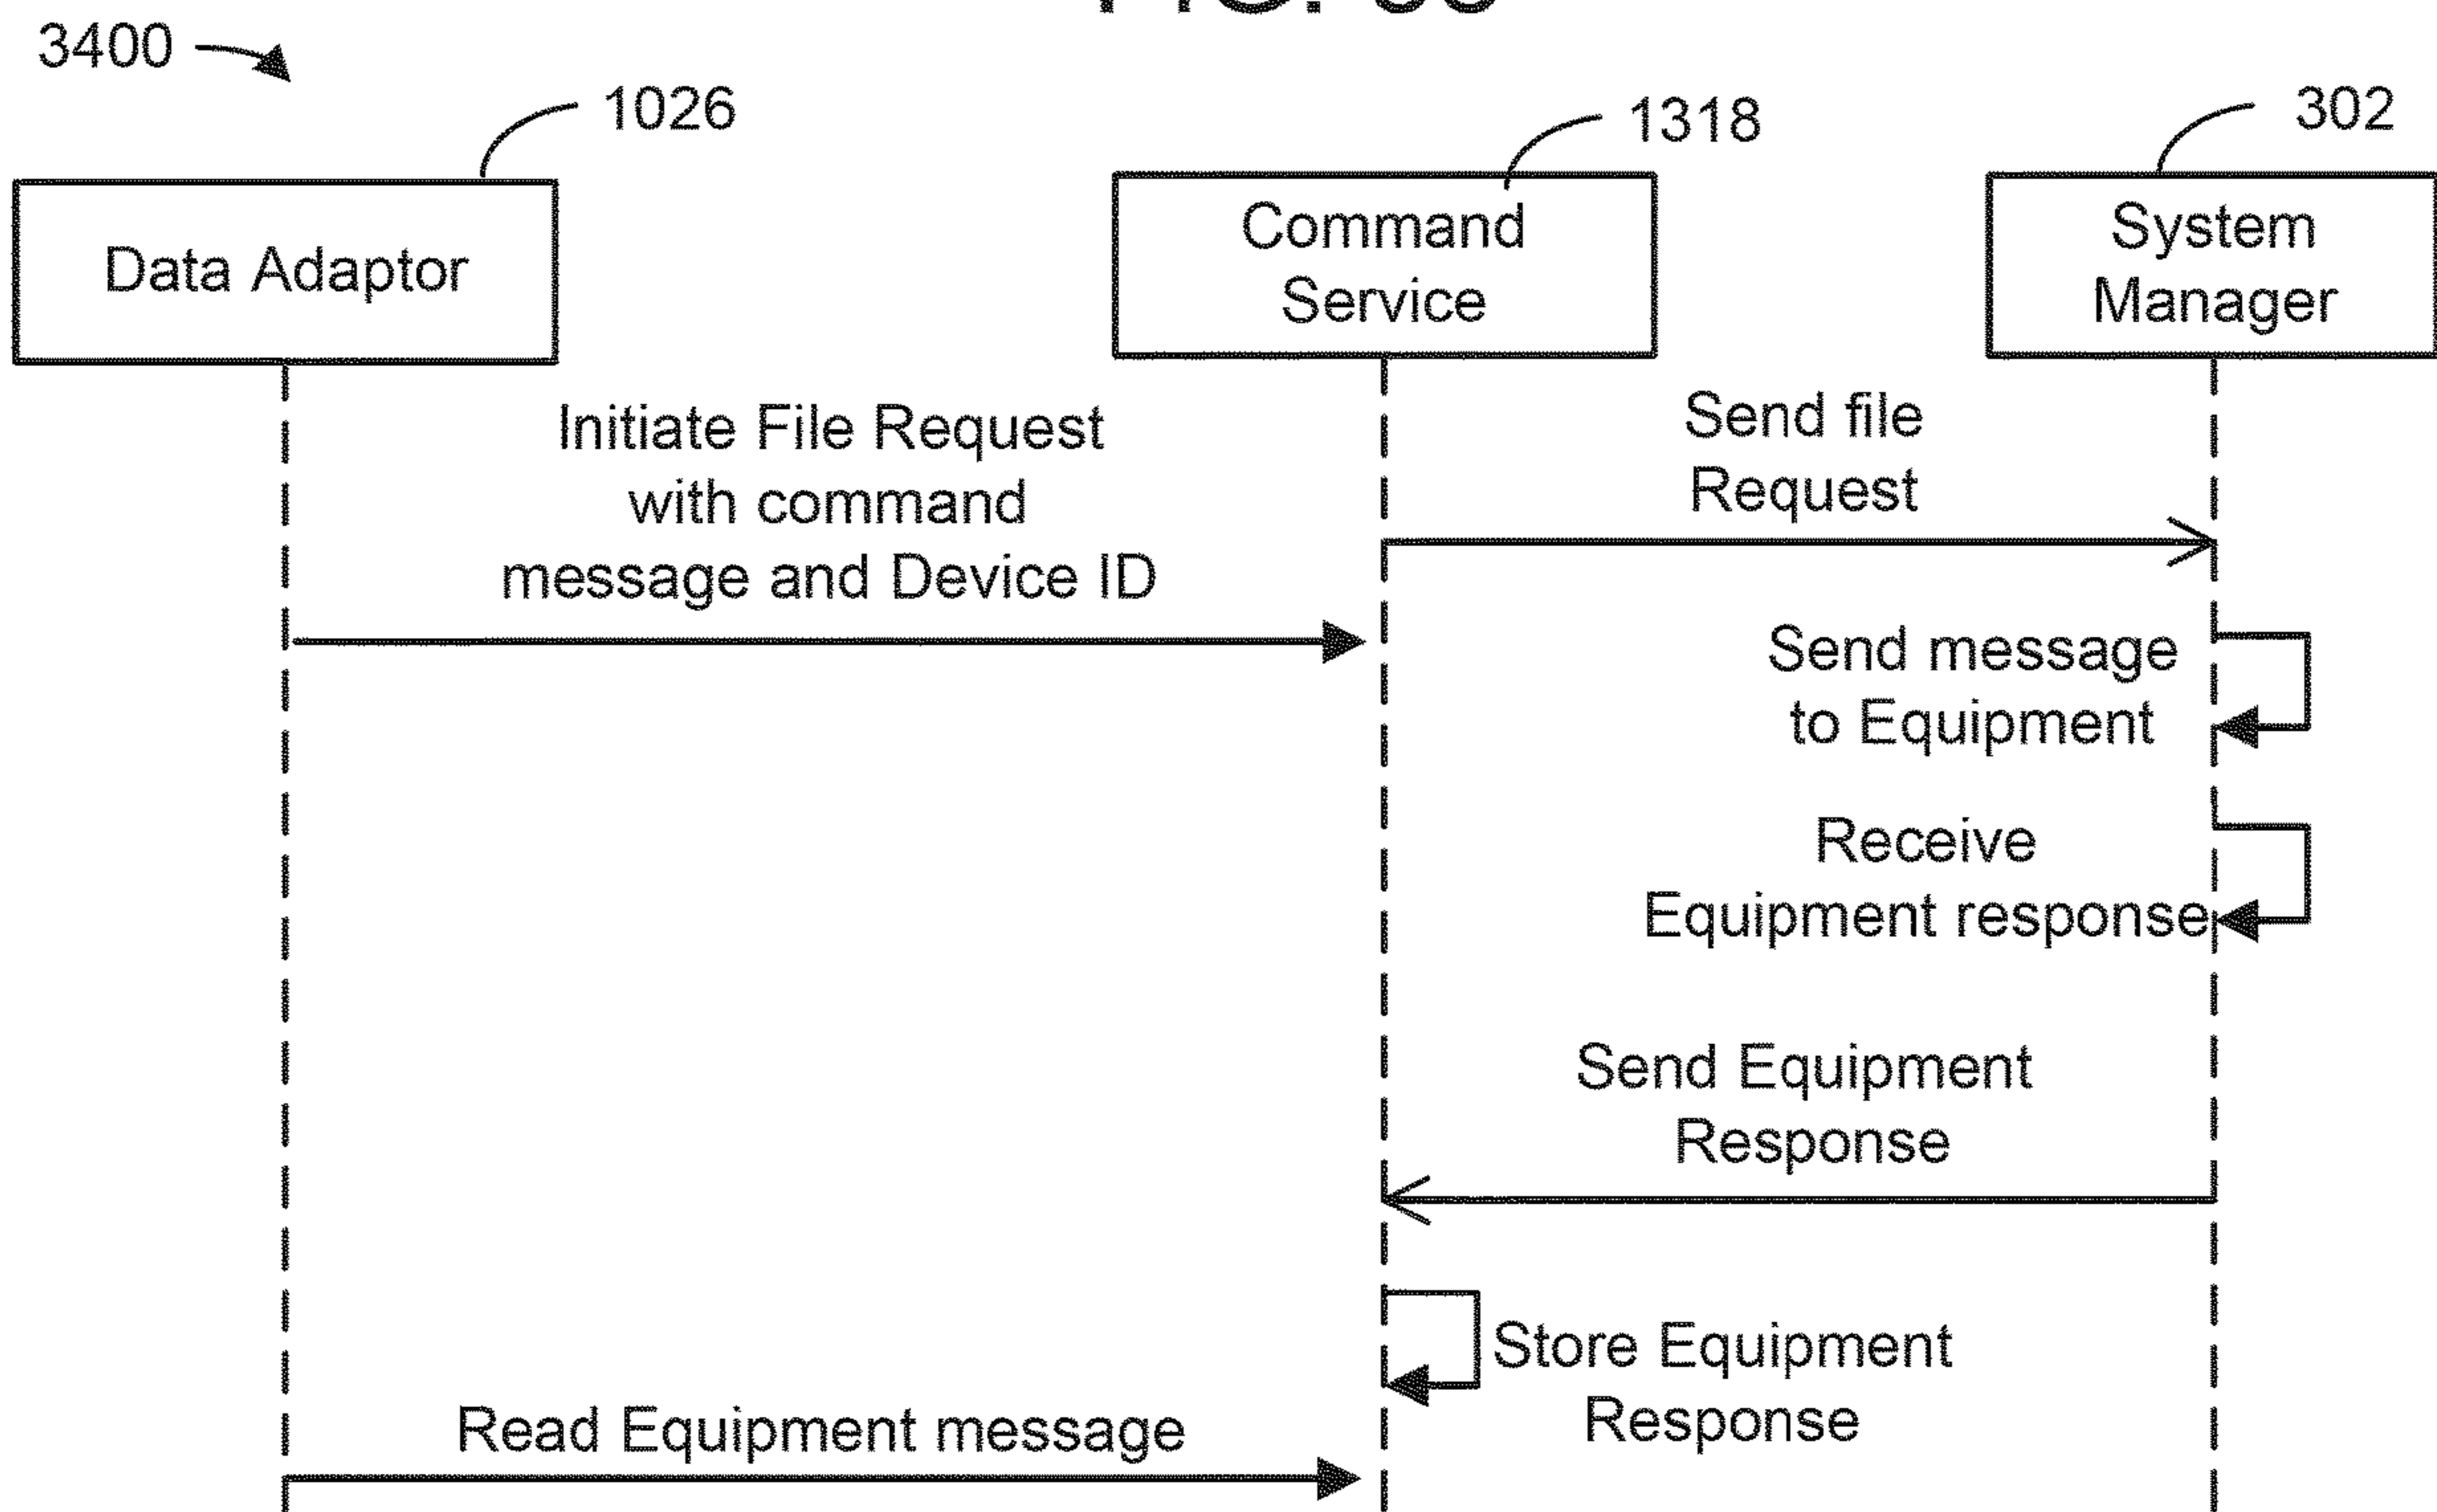 3400
1026
1318
302
Data Adaptor
Command
Service
System
Manager
Initiate File Request
with command
message and Device ID
Send file
Request
Send message
to Equipment
Receive
Equipment response
Send Equipment
Response
Store Equipment
Response
Read Equipment message